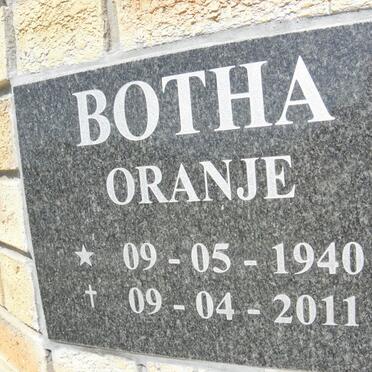 BOTHA
ORANJE
★ 09 - 05 - 1940
✝ 09 - 04 - 2011